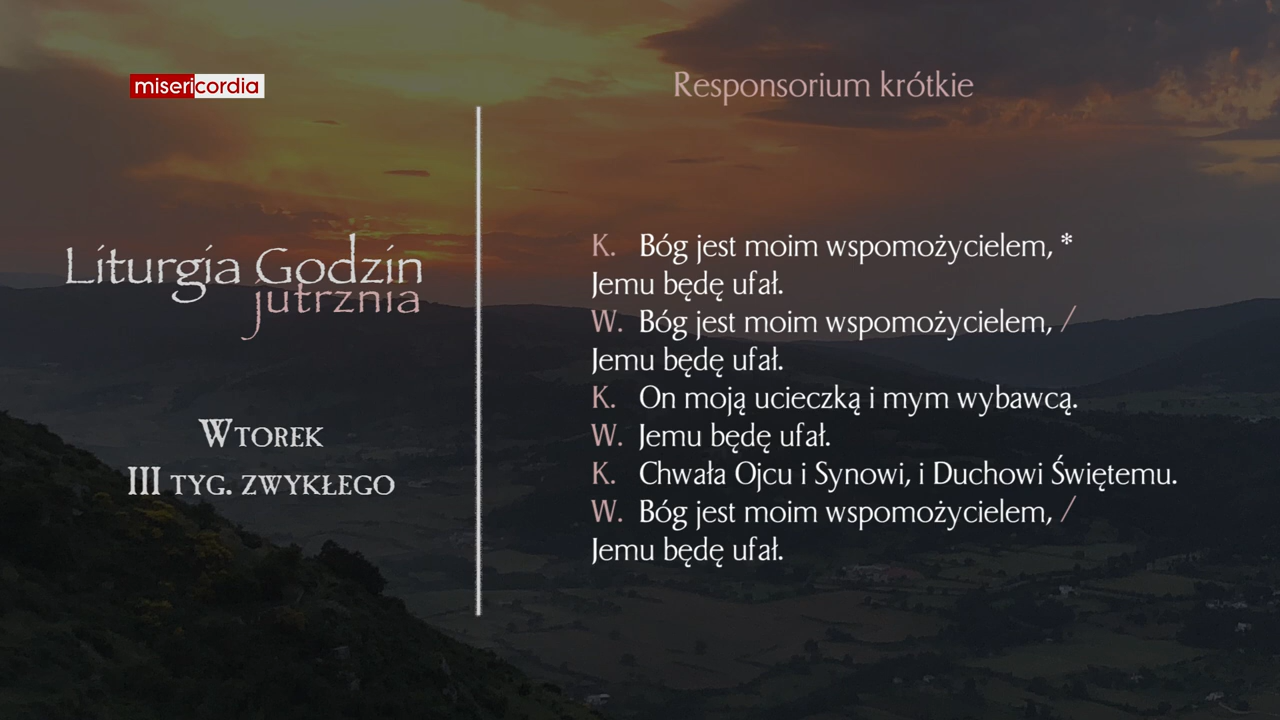 misericordia
Liturgia Godzin
jutrznia
Wtorek
III tyg. zwykłego
Responsorium krótkie
K. Bóg jest moim wspomożycielem, *
Jemu będę ufał.
W. Bóg jest moim wspomożycielem, /
Jemu będę ufał.
K. On moją ucieczką i mym wybawcą.
W. Jemu będę ufał.
K. Chwała Ojcu i Synowi, i Duchowi Świętemu.
W. Bóg jest moim wspomożycielem, /
Jemu będę ufał.